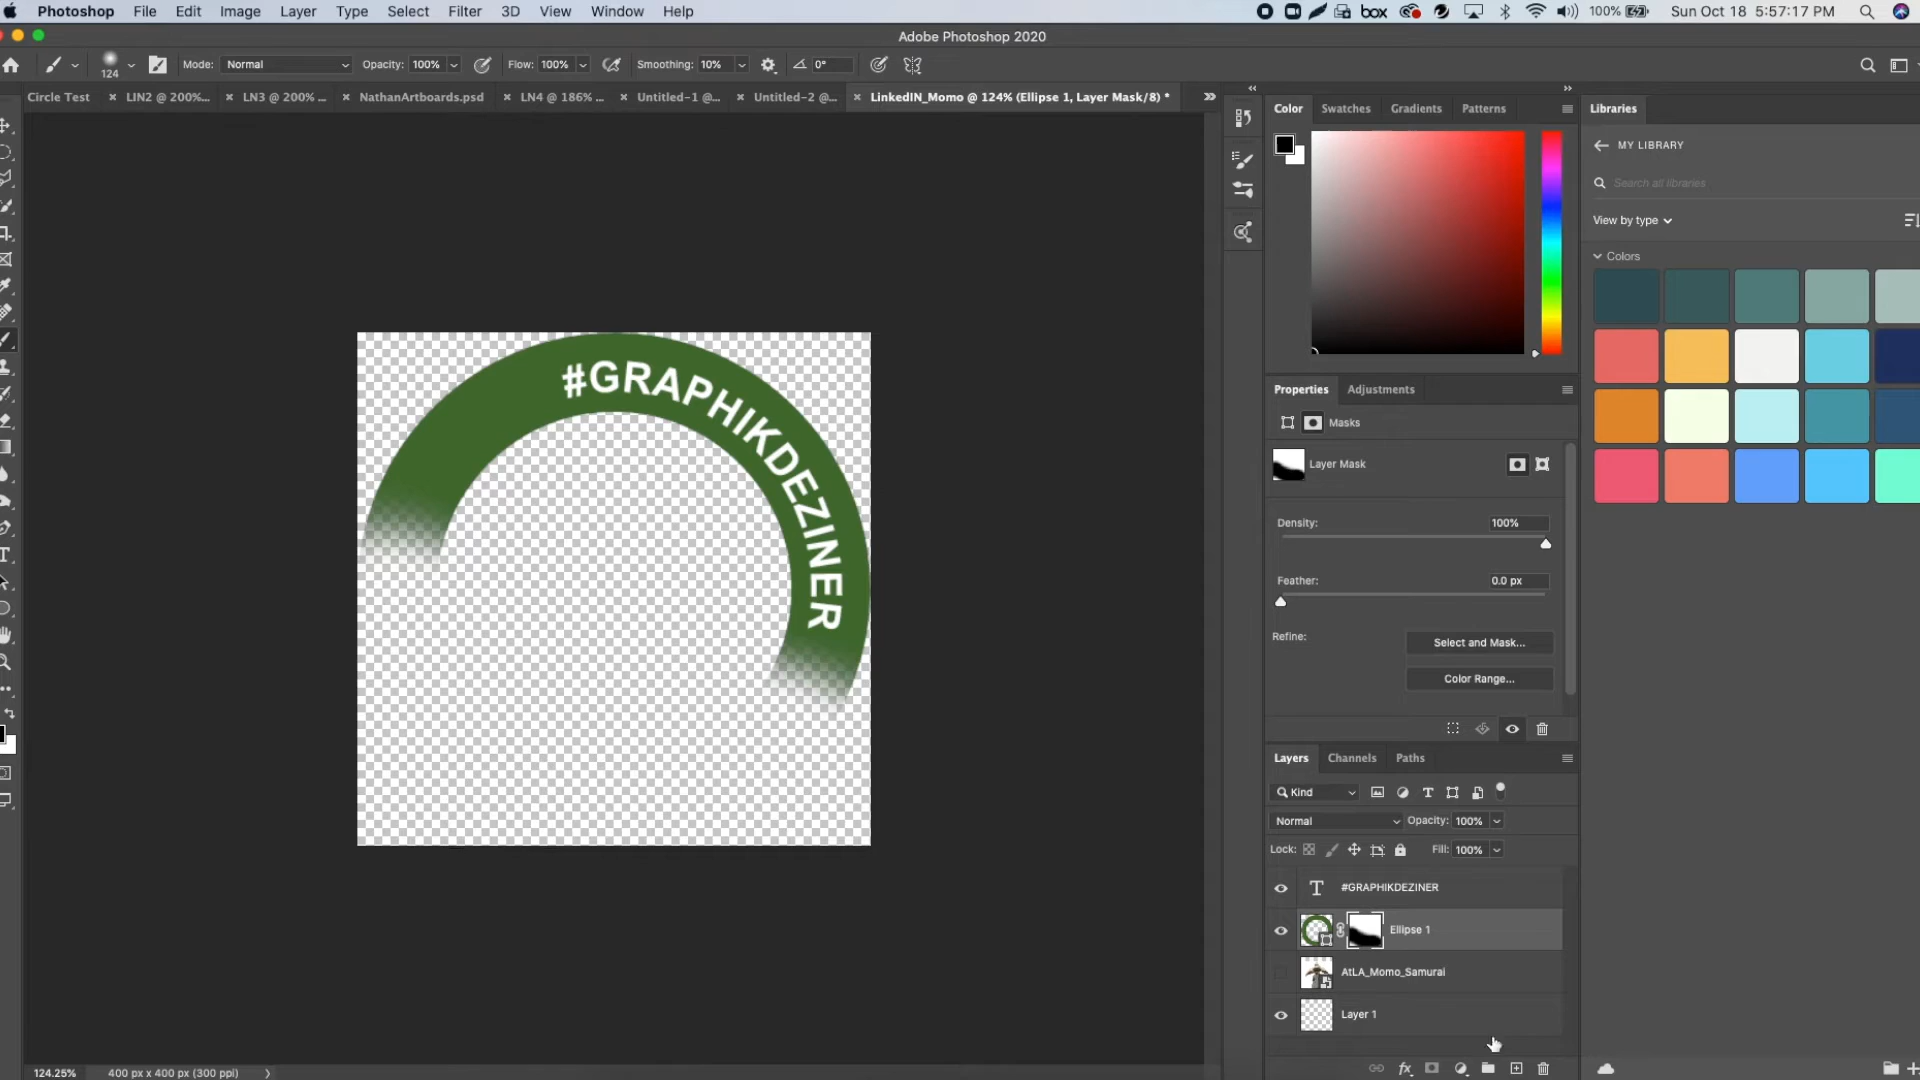 Photoshop File Edit Image Layer Type Select Filter 3D View Window Help
box 100% Sun Oct 18 5:57:17 PM
Adobe Photoshop 2020
124 Mode: Normal Opacity: 100% Flow: 100% Smoothing: 10% 0°
Circle Test × LIN2 @ 200%... × LN3 @ 200% ... × NathanArtboards.psd × LN4 @ 186% ... × Untitled-1 @... × Untitled-2 @... × LinkedIN_Momo @ 124% (Ellipse 1, Layer Mask/8) *
Color Swatches Gradients Patterns
Libraries
MY LIBRARY
Search all libraries
View by type
Colors
#GRAPHIKDEZINER
Properties Adjustments
Masks
Layer Mask
Density: 100%
Feather: 0.0 px
Refine: Select and Mask...
Color Range...
Layers Channels Paths
Kind
Normal Opacity: 100%
Lock: Fill: 100%
#GRAPHIKDEZINER
Ellipse 1
AtLA_Momo_Samurai
Layer 1
124.25% 400 px x 400 px (300 ppi)